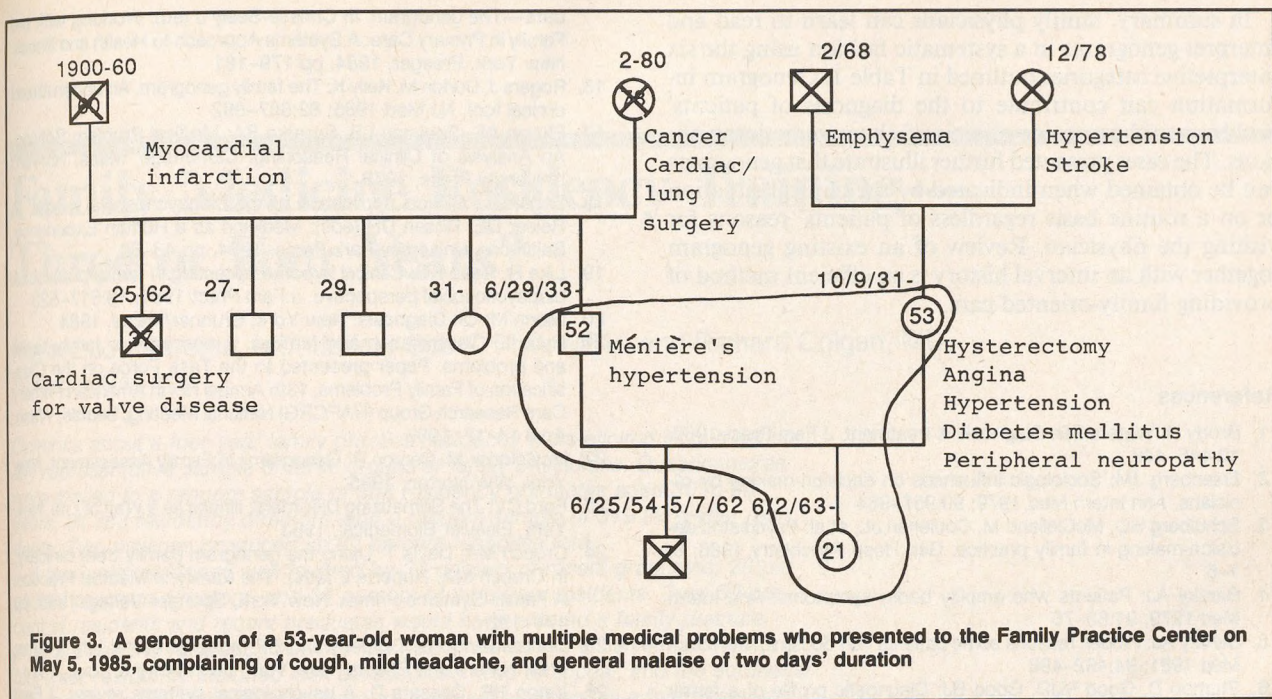 1900-60
60
Myocardial
infarction
2-80
Cancer
Cardiac/
lung
surgery
2/68
Emphysema
12/78
Hypertension
Stroke
25-62
37
Cardiac surgery
for valve disease
27-
29-
31-
6/29/33-
52
Ménière's
hypertension
10/9/31-
53
Hysterectomy
Angina
Hypertension
Diabetes mellitus
Peripheral neuropathy
6/25/54-5/7/62
7
6/2/63-
21
Figure 3. A genogram of a 53-year-old woman with multiple medical problems who presented to the Family Practice Center on
May 5, 1985, complaining of cough, mild headache, and general malaise of two days' duration